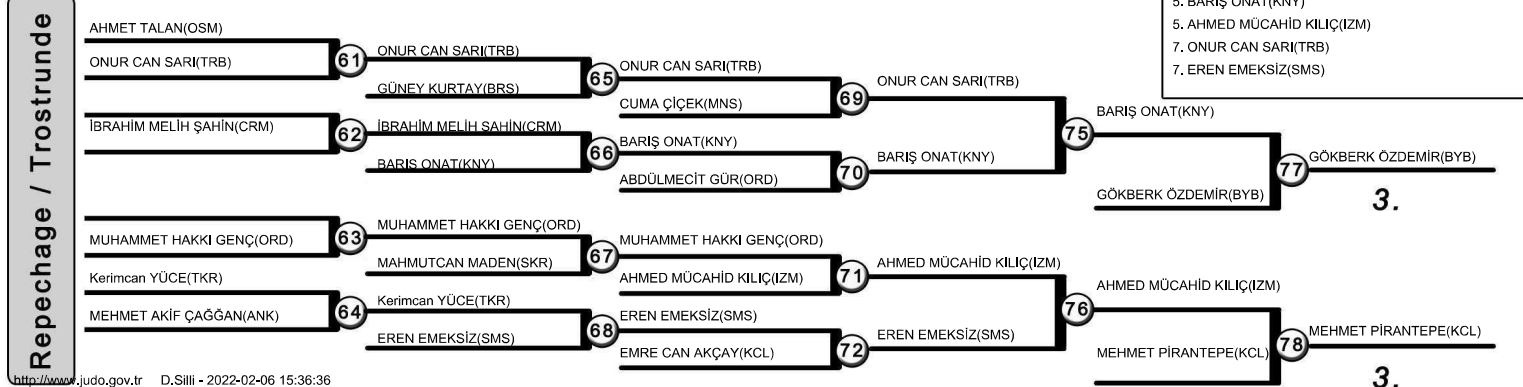 Repechage / Trostrunde
AHMET TALAN(OSM)
ONUR CAN SARI(TRB)
61
İBRAHİM MELİH ŞAHİN(CRM)
62
MUHAMMET HAKKI GENÇ(ORD)
63
Kerimcan YÜCE(TKR)
MEHMET AKİF ÇAĞĞAN(ANK)
64
ONUR CAN SARI(TRB)
GÜNEY KURTAY(BRS)
65
İBRAHİM MELİH ŞAHİN(CRM)
BARIŞ ONAT(KNY)
66
MUHAMMET HAKKI GENÇ(ORD)
MAHMUTCAN MADEN(SKR)
67
Kerimcan YÜCE(TKR)
EREN EMEKSİZ(SMS)
68
ONUR CAN SARI(TRB)
CUMA ÇİÇEK(MNS)
69
BARIŞ ONAT(KNY)
ABDÜLMECİT GÜR(ORD)
70
MUHAMMET HAKKI GENÇ(ORD)
AHMED MÜCAHİD KILIÇ(IZM)
71
EREN EMEKSİZ(SMS)
EMRE CAN AKÇAY(KCL)
72
ONUR CAN SARI(TRB)
BARIŞ ONAT(KNY)
75
AHMED MÜCAHİD KILIÇ(IZM)
EREN EMEKSİZ(SMS)
76
BARIŞ ONAT(KNY)
GÖKBERK ÖZDEMİR(BYB)
77
AHMED MÜCAHİD KILIÇ(IZM)
MEHMET PİRANTEPE(KCL)
78
GÖKBERK ÖZDEMİR(BYB)
3.
MEHMET PİRANTEPE(KCL)
3.
5. BARIŞ ONAT(KNY)
5. AHMED MÜCAHİD KILIÇ(IZM)
7. ONUR CAN SARI(TRB)
7. EREN EMEKSİZ(SMS)
http://www.judo.gov.tr D.Silli - 2022-02-06 15:36:36